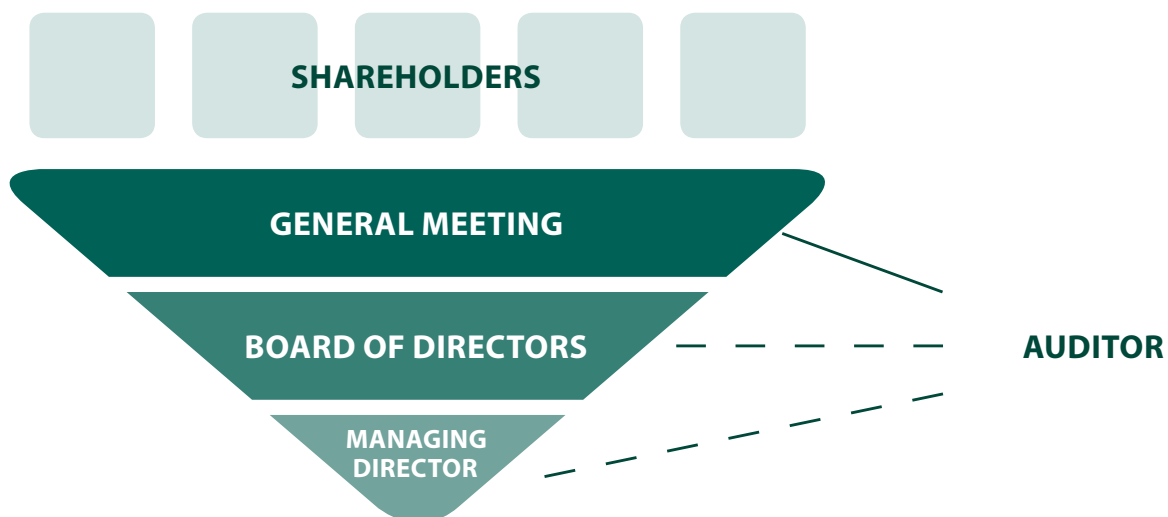 SHAREHOLDERS
GENERAL MEETING
BOARD OF DIRECTORS
AUDITOR
MANAGING
DIRECTOR